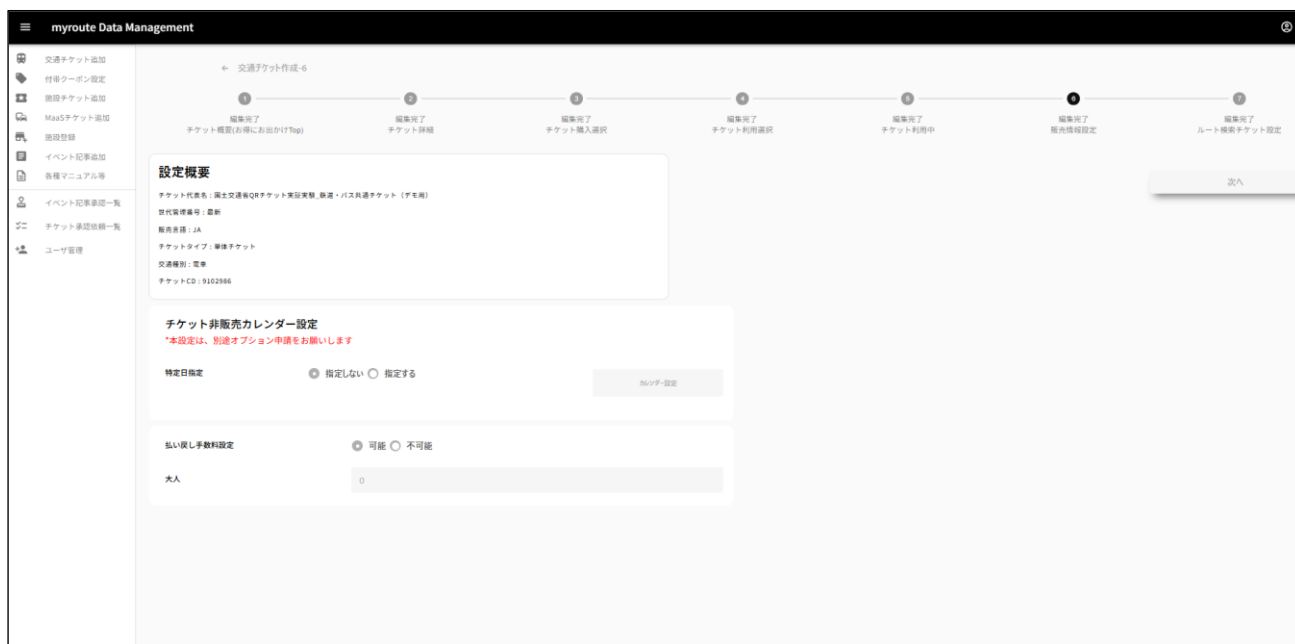 myroute Data Management
交通チケット追加
付帯クーポン設定
施設チケット追加
MaaSチケット追加
施設登録
イベント記事追加
各種マニュアル等
イベント記事承認一覧
チケット承認依頼一覧
ユーザ管理
← 交通チケット作成-6
1
編集完了
チケット概要(お得にお出かけTop)
2
編集完了
チケット詳細
3
編集完了
チケット購入選択
4
編集完了
チケット利用選択
5
編集完了
チケット利用中
6
編集完了
販売情報設定
7
編集完了
ルート検索チケット設定
設定概要
チケット代表名：国土交通省QRチケット実証実験_鉄道・バス共通チケット（デモ用）
世代管理番号：最新
販売言語：JA
チケットタイプ：単体チケット
交通種別：電車
チケットCD：9102986
次へ
チケット非販売カレンダー設定
*本設定は、別途オプション申請をお願いします
特定日指定
指定しない 指定する
カレンダー設定
払い戻し手数料設定
可能 不可能
大人
0